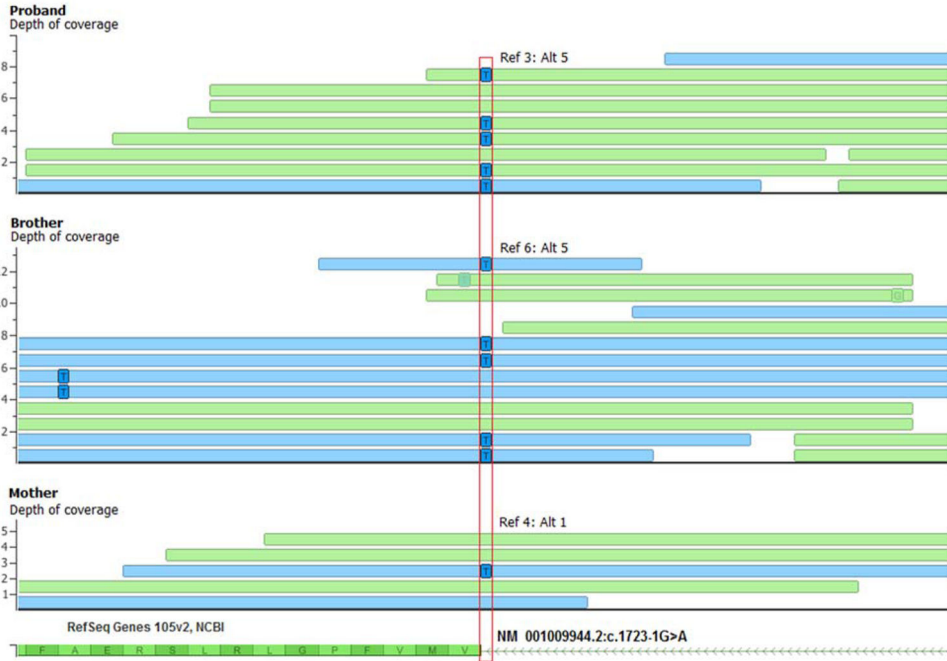 Proband
Depth of coverage
Ref 3: Alt 5
8
T
6
4
T
T
2
T
T
Brother
Depth of coverage
Ref 6: Alt 5
2
T
0
G
8
T
T
6
T
4
T
2
T
T
Mother
Depth of coverage
Ref 4: Alt 1
5
4
3
T
2
1
RefSeq Genes 105v2, NCBI
NM 001009944.2:c.1723-1G>A
F A E R S L R L G P F V M V